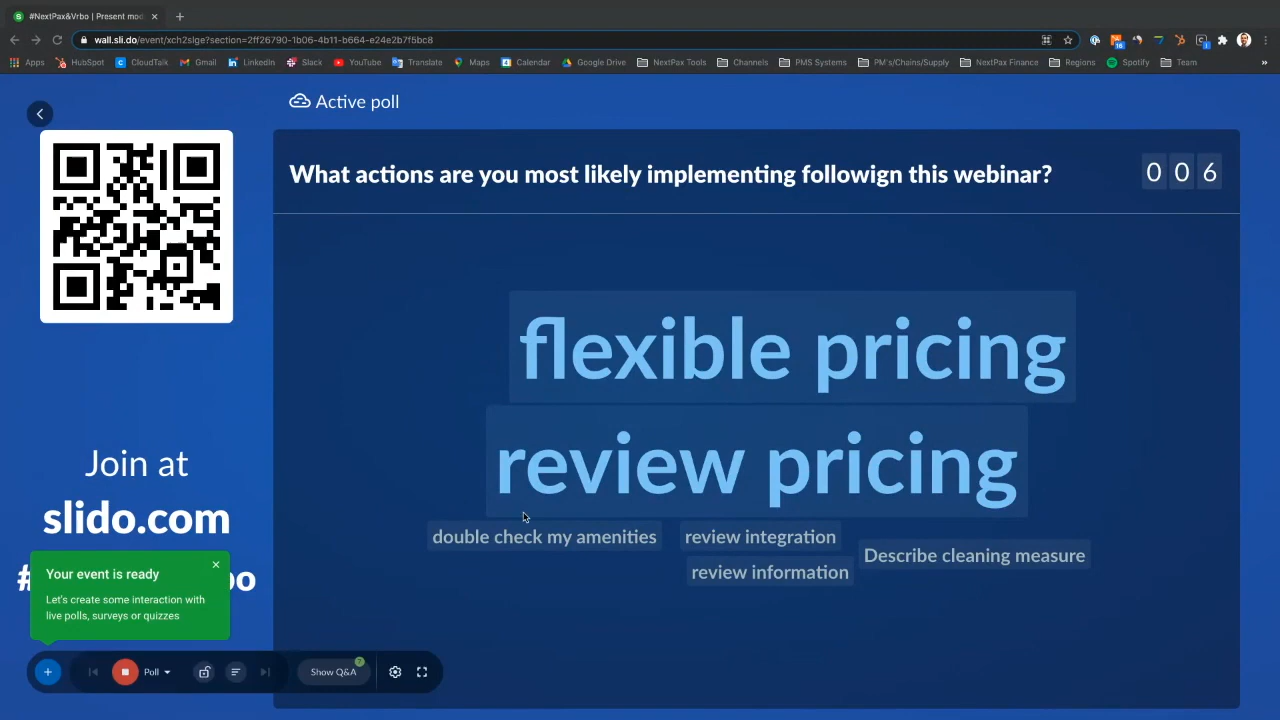 #NextPax&Vrbo | Present mod
wall.sli.do/event/xch2slge?section=2ff26790-1b06-4b11-b664-e24e2b7f5bc8
Apps HubSpot CloudTalk Gmail LinkedIn Slack YouTube Translate Maps Calendar Google Drive NextPax Tools Channels PMS Systems PM's/Chains/Supply NextPax Finance Regions Spotify Team »
Active poll
What actions are you most likely implementing followign this webinar?
0 0 6
flexible pricing
review pricing
double check my amenities
review integration
Describe cleaning measure
review information
Join at
slido.com
#
bo
Your event is ready
Let's create some interaction with
live polls, surveys or quizzes
Poll
Show Q&A
7